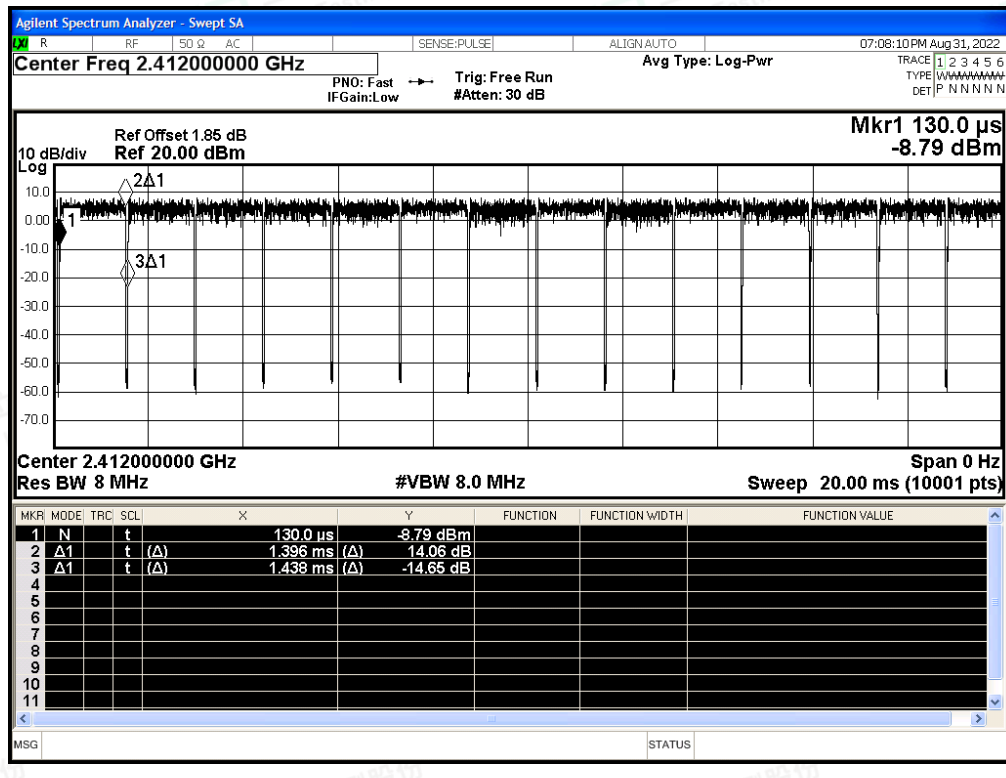 Agilent Spectrum Analyzer - Swept SA
LXI R RF 50 Ω AC SENSE:PULSE ALIGN AUTO 07:08:10 PM Aug 31, 2022
Center Freq 2.412000000 GHz
PNO: Fast
IFGain:Low
Trig: Free Run
#Atten: 30 dB
Avg Type: Log-Pwr
TRACE 1 2 3 4 5 6
TYPE WWWWWW
DET P N N N N N
Mkr1 130.0 µs
-8.79 dBm
Ref Offset 1.85 dB
10 dB/div Ref 20.00 dBm
Log
10.0
0.00
-10.0
-20.0
-30.0
-40.0
-50.0
-60.0
-70.0
1
2Δ1
3Δ1
Center 2.412000000 GHz Span 0 Hz
Res BW 8 MHz #VBW 8.0 MHz Sweep 20.00 ms (10001 pts)
MKR MODE TRC SCL X Y FUNCTION FUNCTION WIDTH FUNCTION VALUE
1 N t 130.0 µs -8.79 dBm
2 Δ1 t (Δ) 1.396 ms (Δ) 14.06 dB
3 Δ1 t (Δ) 1.438 ms (Δ) -14.65 dB
4
5
6
7
8
9
10
11
MSG STATUS